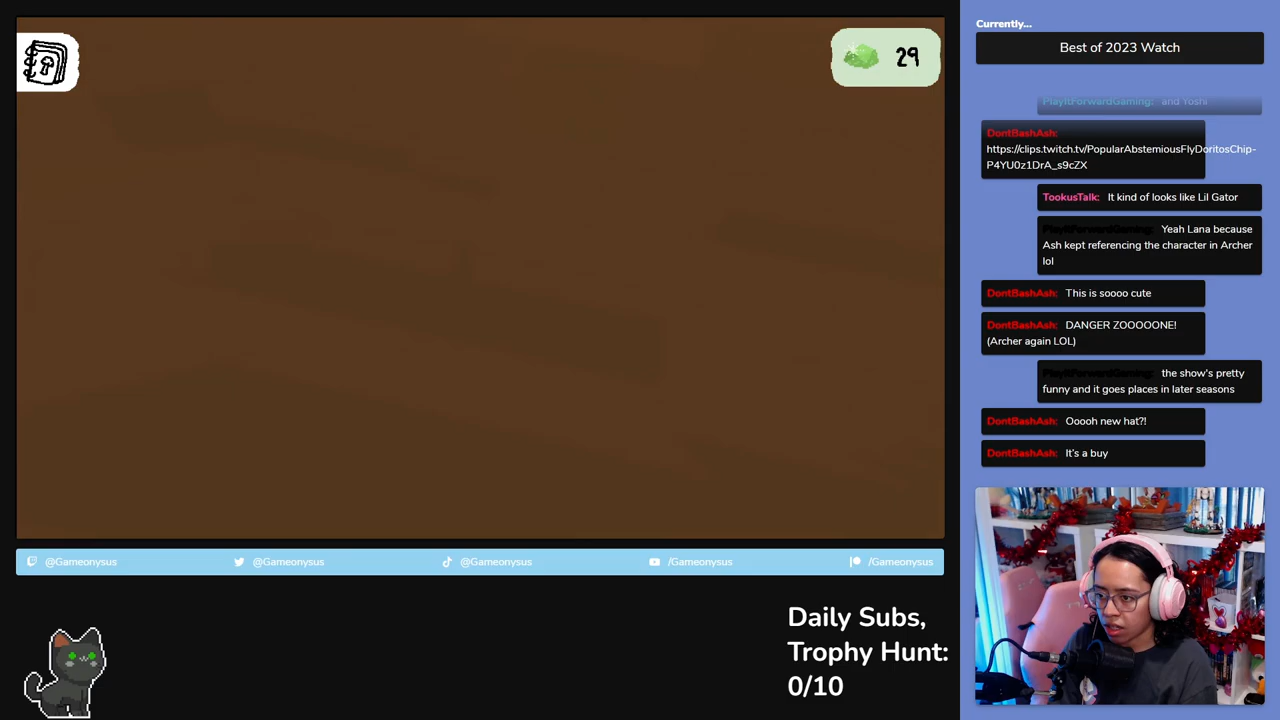 29
@Gameonysus
@Gameonysus
@Gameonysus
/Gameonysus
/Gameonysus
Daily Subs,
Trophy Hunt:
0/10
Currently...
Best of 2023 Watch
PlayItForwardGaming: and Yoshi
DontBashAsh:
https://clips.twitch.tv/PopularAbstemiousFlyDoritosChip-
P4YU0z1DrA_s9cZX
TookusTalk: It kind of looks like Lil Gator
PlayItForwardGaming: Yeah Lana because
Ash kept referencing the character in Archer
lol
DontBashAsh: This is soooo cute
DontBashAsh: DANGER ZOOOOONE!
(Archer again LOL)
PlayItForwardGaming: the show's pretty
funny and it goes places in later seasons
DontBashAsh: Ooooh new hat?!
DontBashAsh: It's a buy